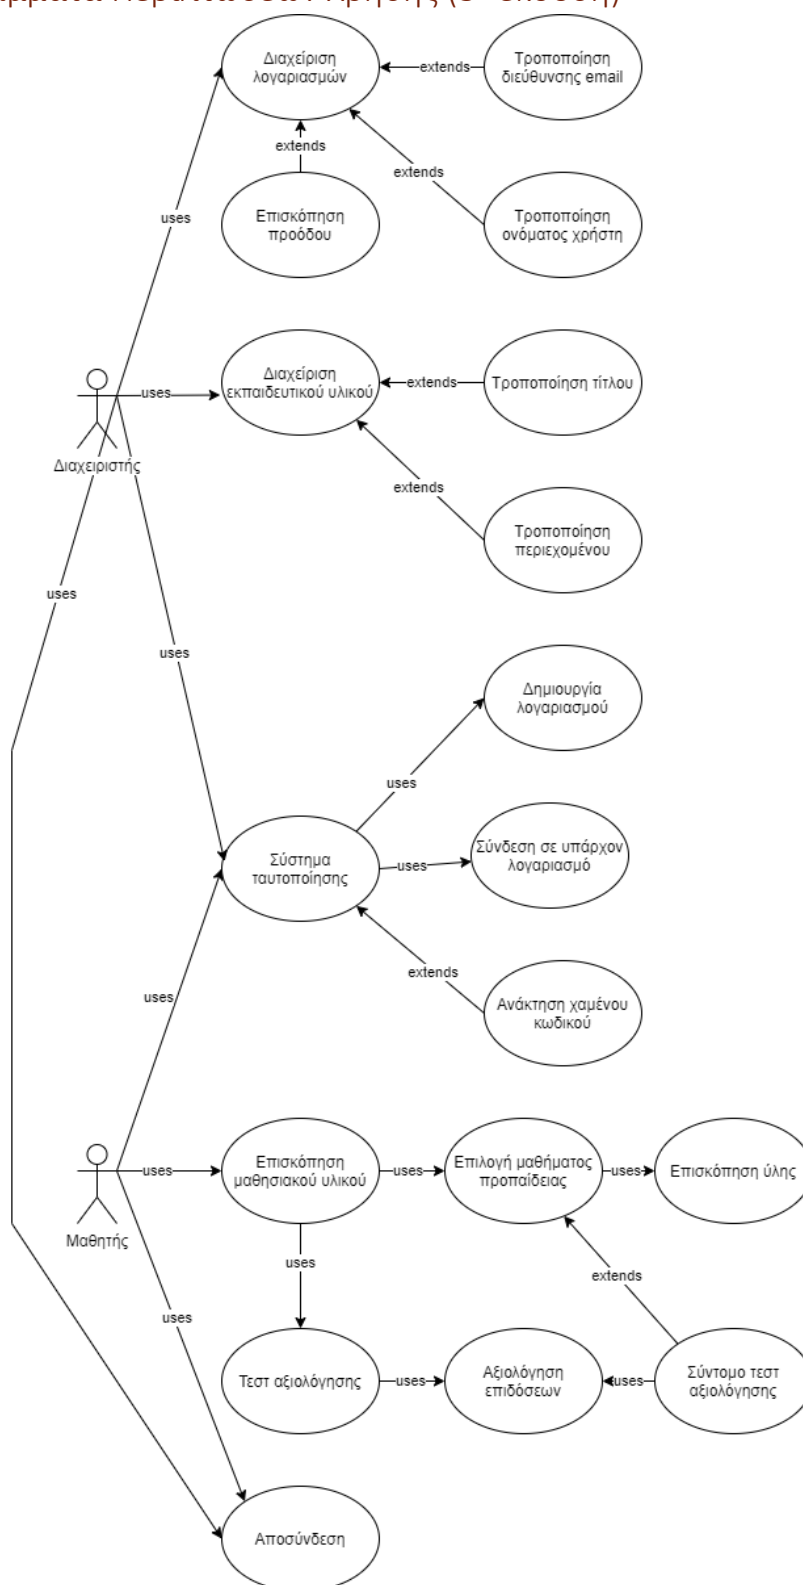 Περιπτώσεων Χρήσης
Διαχείριση
λογαριασμών
extends
Τροποποίηση
διεύθυνσης email
extends
extends
uses
Επισκόπηση
προόδου
Τροποποίηση
ονόματος χρήστη
Διαχείριση
εκπαιδευτικού υλικού
extends
Τροποποίηση τίτλου
uses
Διαχειριστής
extends
Τροποποίηση
περιεχομένου
uses
uses
Δημιουργία
λογαριασμού
uses
Σύστημα
ταυτοποίησης
uses
Σύνδεση σε υπάρχον
λογαριασμό
extends
Ανάκτηση χαμένου
κωδικού
uses
uses
Επισκόπηση
μαθησιακού υλικού
uses
Επιλογή μαθήματος
προπαίδειας
uses
Επισκόπηση ύλης
Μαθητής
uses
extends
uses
Τεστ αξιολόγησης
uses
Αξιολόγηση
επιδόσεων
uses
Σύντομο τεστ
αξιολόγησης
Αποσύνδεση